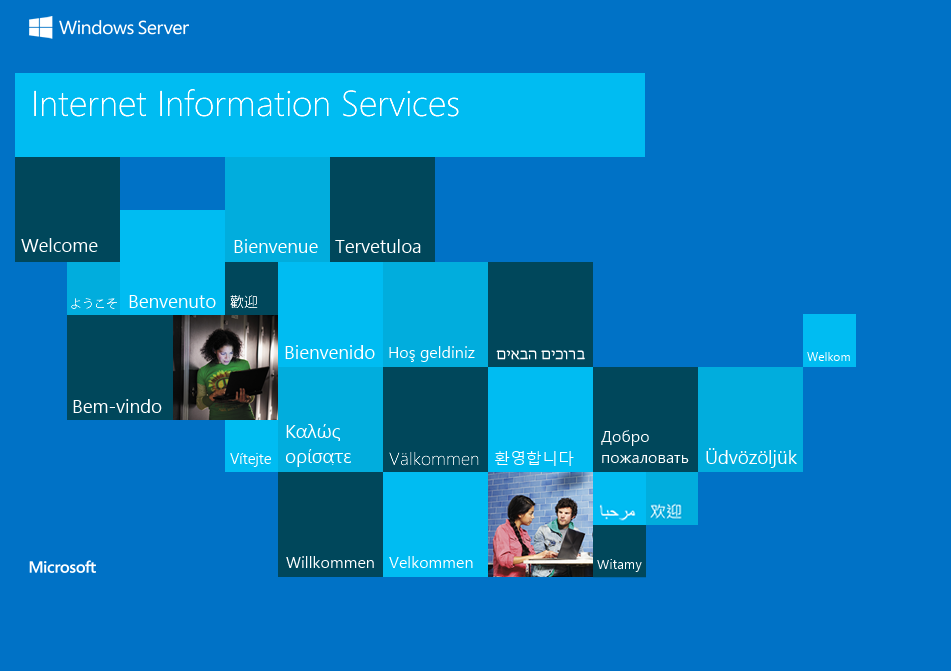 Windows Server
Internet Information Services
Welcome
Bienvenue
Tervetuloa
ようこそ
Benvenuto
歡迎
Bienvenido
Hoş geldiniz
ברוכים הבאים
Welkom
Bem-vindo
Vítejte
Καλώς
ορίσατε
Välkommen
환영합니다
Добро
пожаловать
Üdvözöljük
Willkommen
Velkommen
مرحبا
欢迎
Witamy
Microsoft